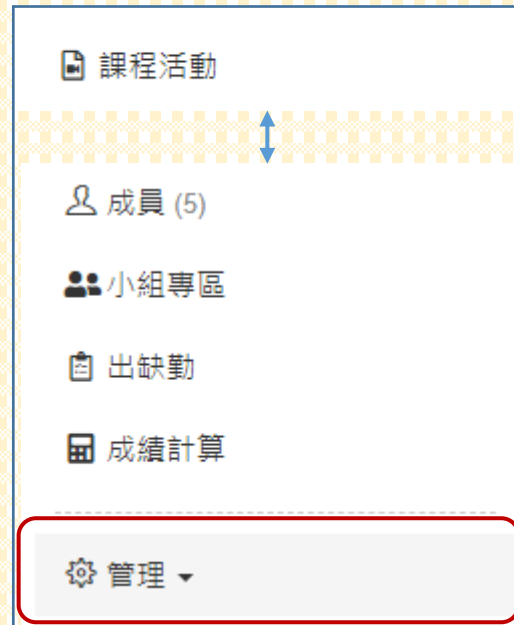 課程活動
成員 (5)
小組專區
出缺勤
成績計算
管理